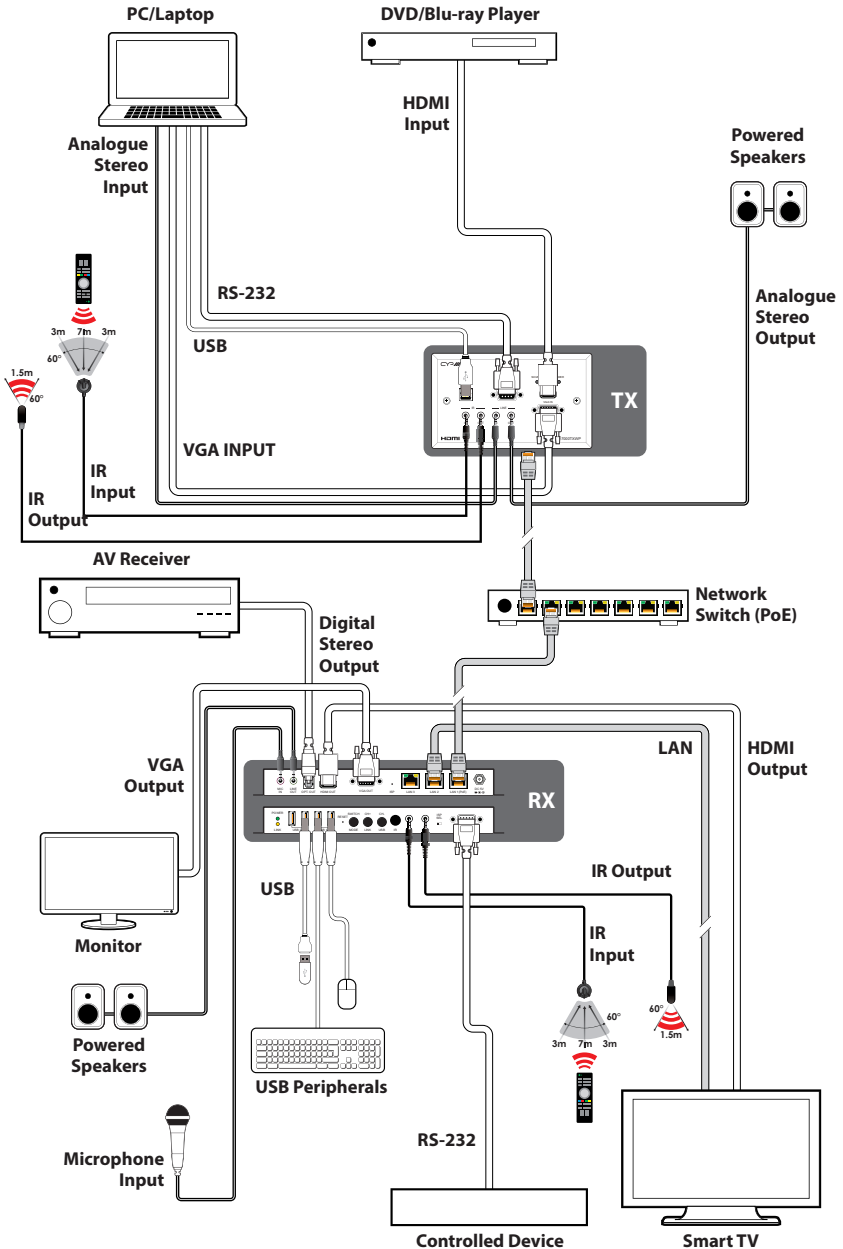 PC/Laptop
DVD/Blu-ray Player
HDMI
Input
Analogue
Stereo
Input
Powered
Speakers
RS-232
Analogue
Stereo
Output
3m
7m
3m
60°
USB
1.5m
60°
CYP
TX
HDMI
VGA INPUT
IR
Input
IR
Output
AV Receiver
Network
Switch (PoE)
Digital
Stereo
Output
LAN
HDMI
Output
VGA
Output
RX
USB
IR Output
Monitor
IR
Input
60°
3m
7m
3m
60°
1.5m
Powered
Speakers
USB Peripherals
RS-232
Microphone
Input
Controlled Device
Smart TV